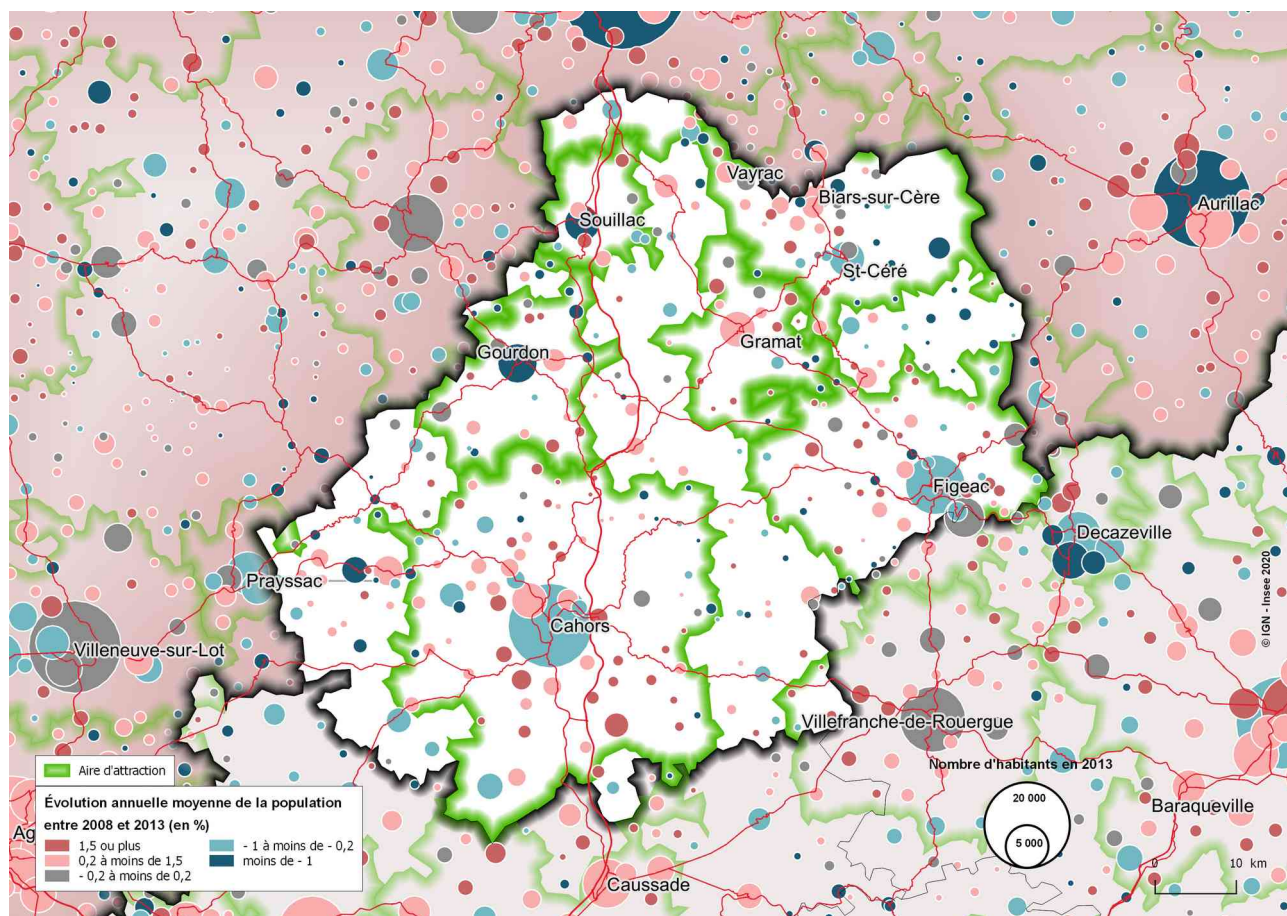 Vayrac
Biars-sur-Cère
Aurillac
Souillac
St-Céré
Gramat
Gourdon
Figeac
Decazeville
Prayssac
Cahors
Villeneuve-sur-Lot
Villefranche-de-Rouergue
© IGN - Insee 2020
Aire d'attraction
Évolution annuelle moyenne de la population
entre 2008 et 2013 (en %)
1,5 ou plus
0,2 à moins de 1,5
- 0,2 à moins de 0,2
- 1 à moins de - 0,2
moins de - 1
Nombre d'habitants en 2013
20 000
5 000
Baraqueville
0 10 km
Ag
Caussade